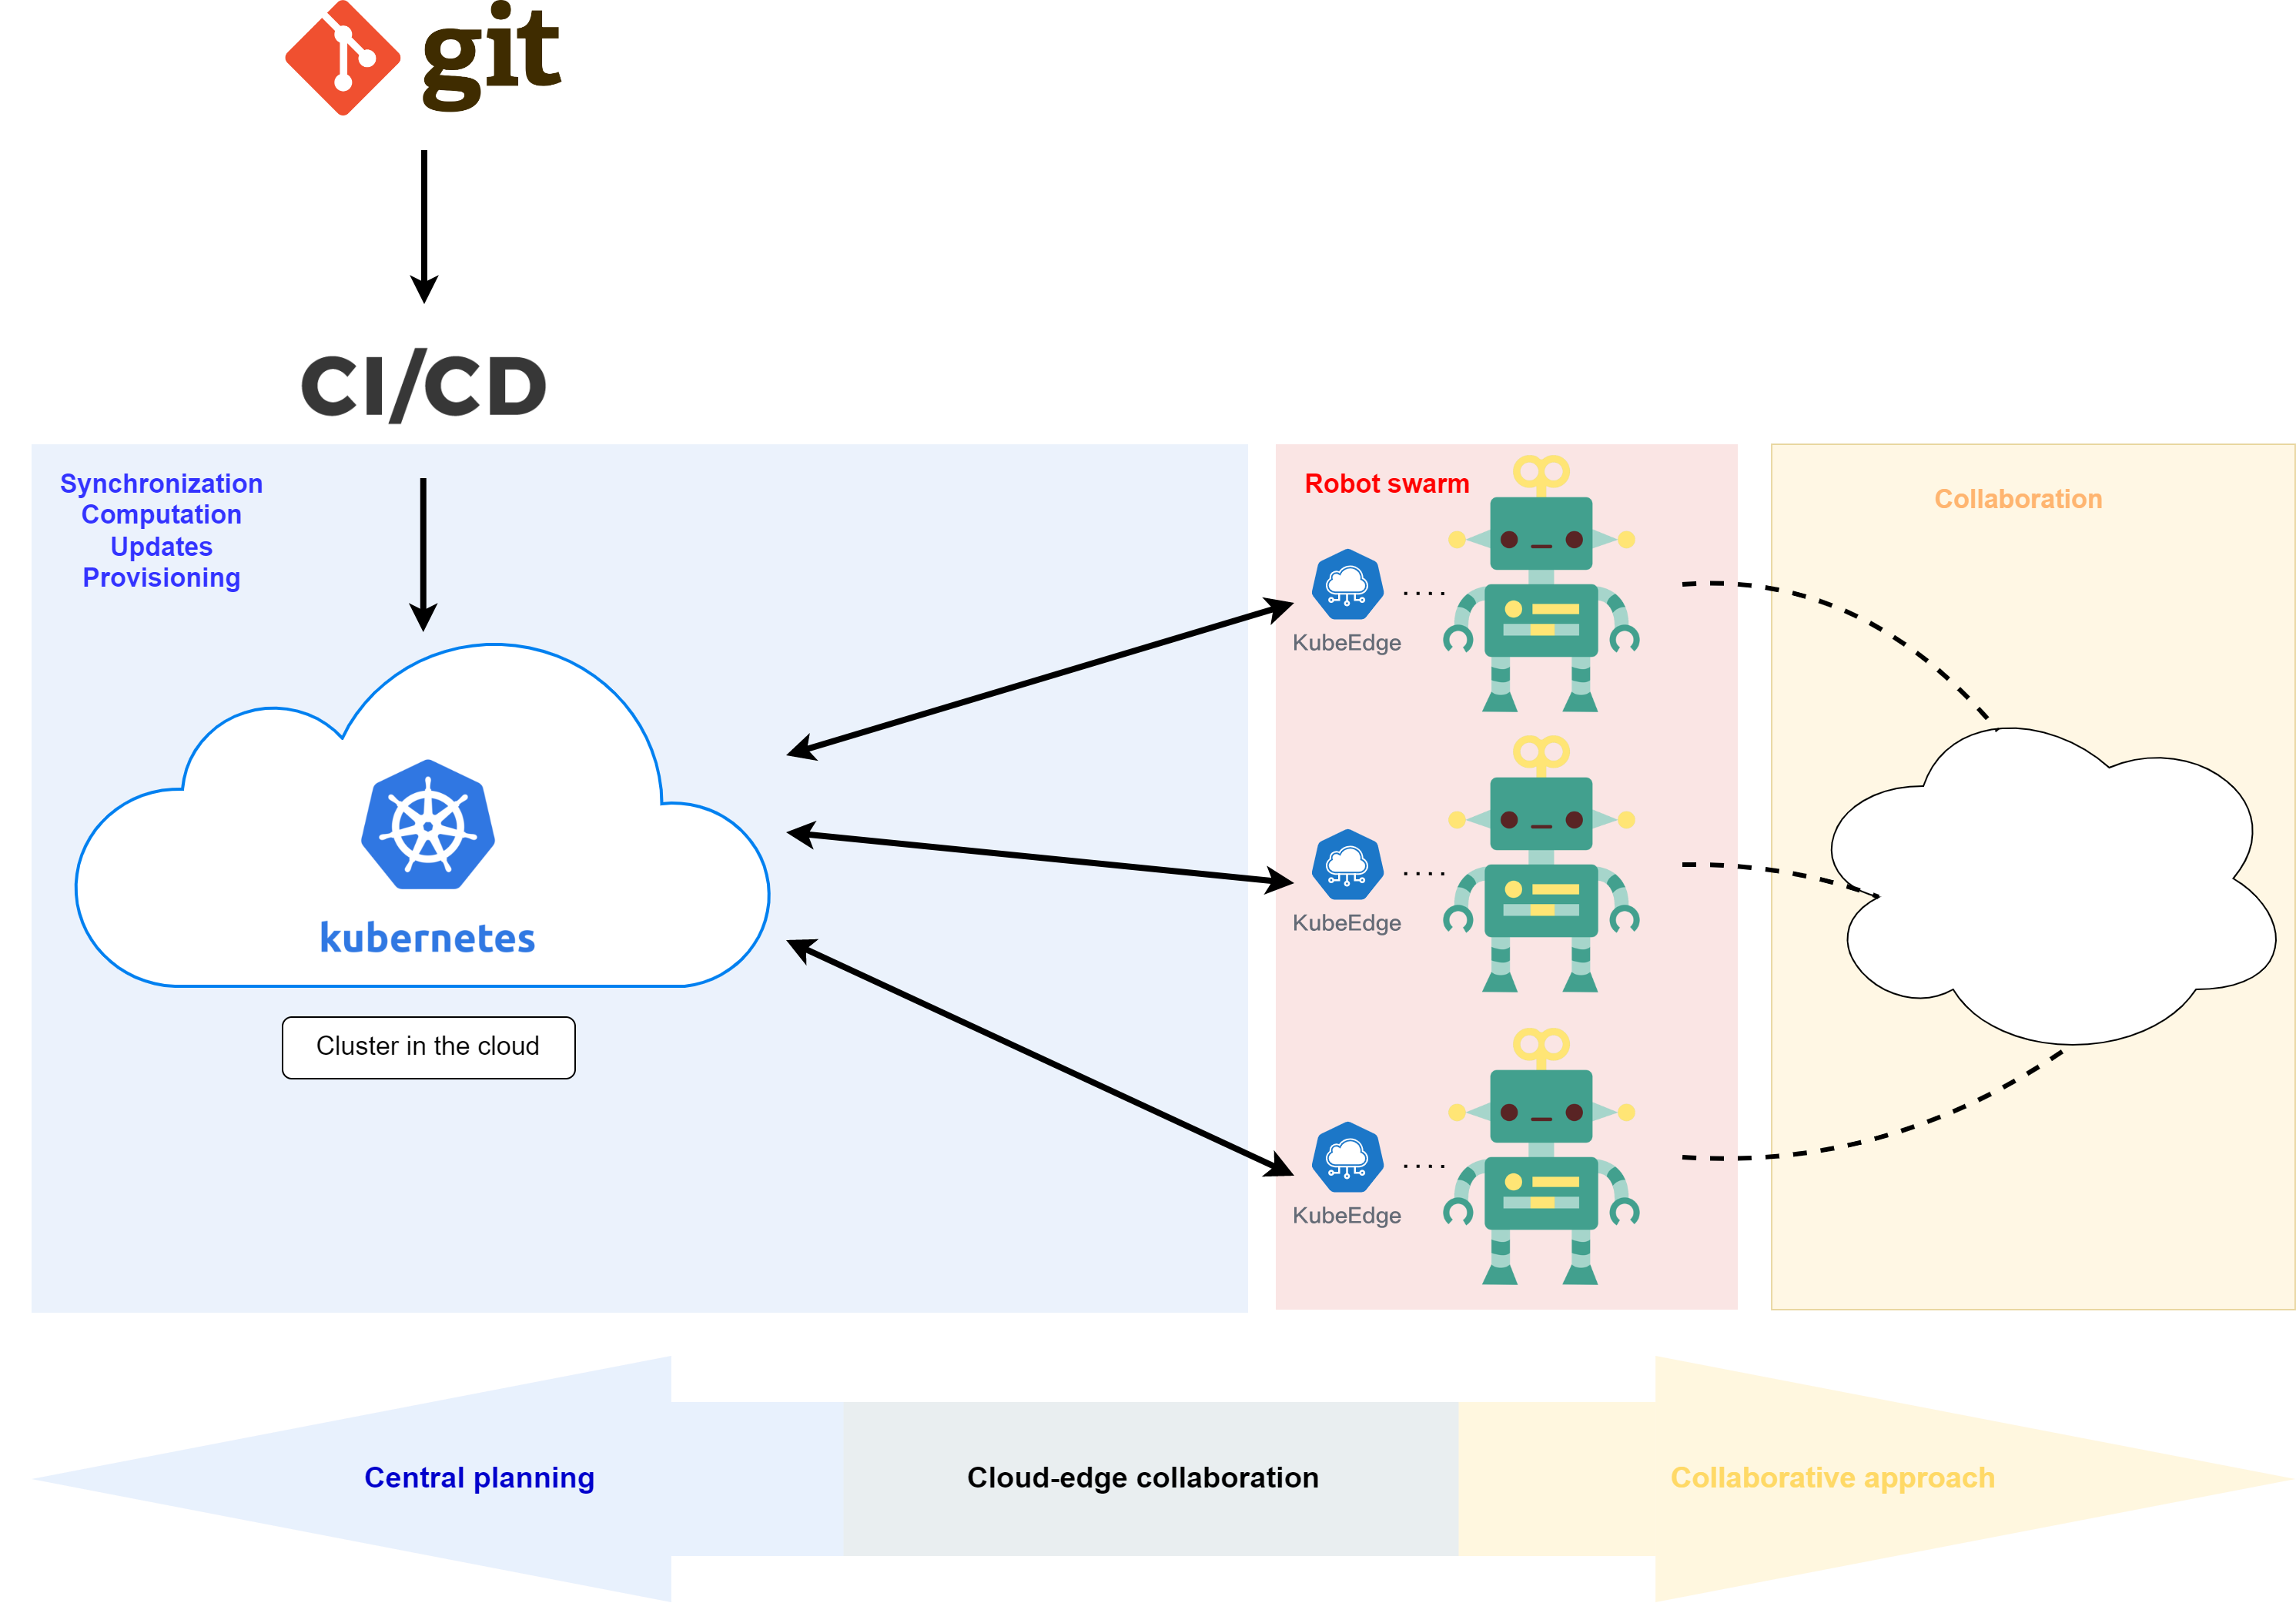 git
CI/CD
Synchronization
Computation
Updates
Provisioning
kubernetes
Cluster in the cloud
Robot swarm
KubeEdge
KubeEdge
KubeEdge
Collaboration
Central planning
Cloud-edge collaboration
Collaborative approach